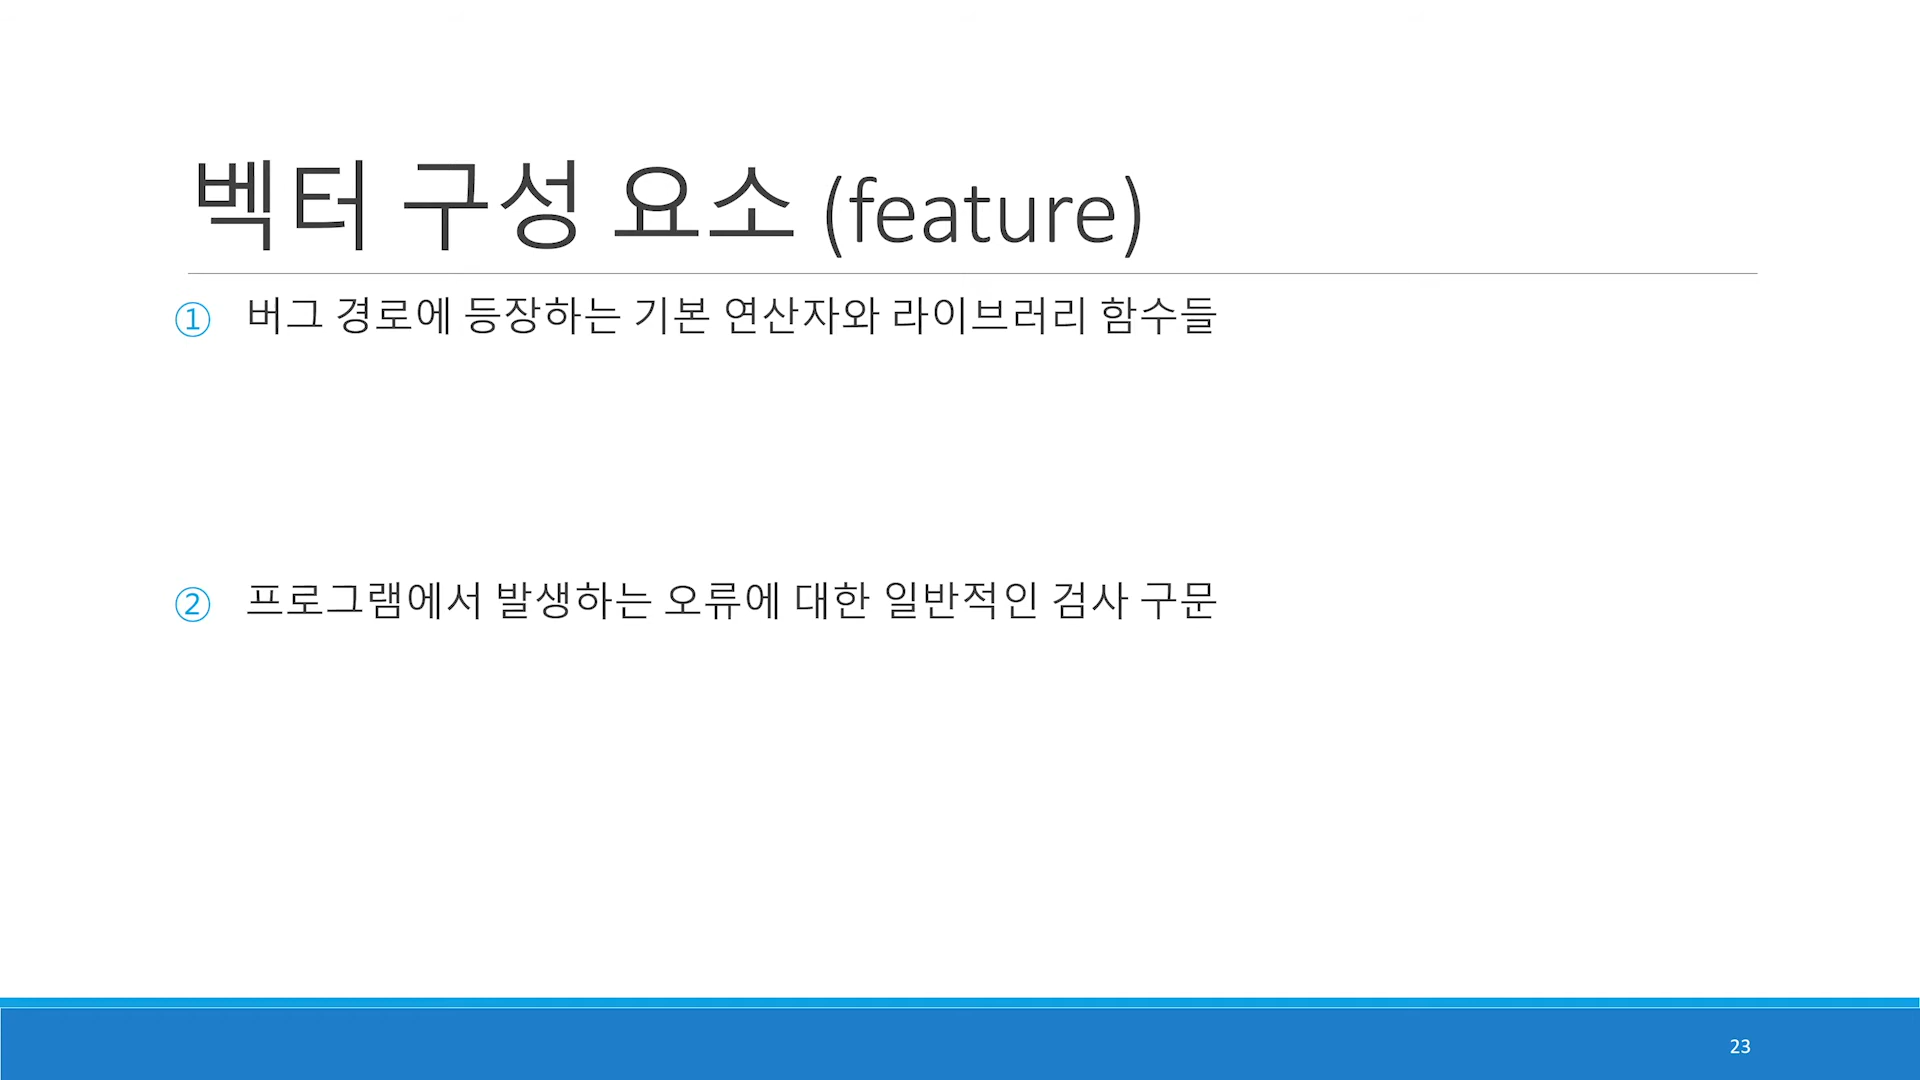 벡터 구성 요소 (feature)
① 버그 경로에 등장하는 기본 연산자와 라이브러리 함수들
② 프로그램에서 발생하는 오류에 대한 일반적인 검사 구문
23